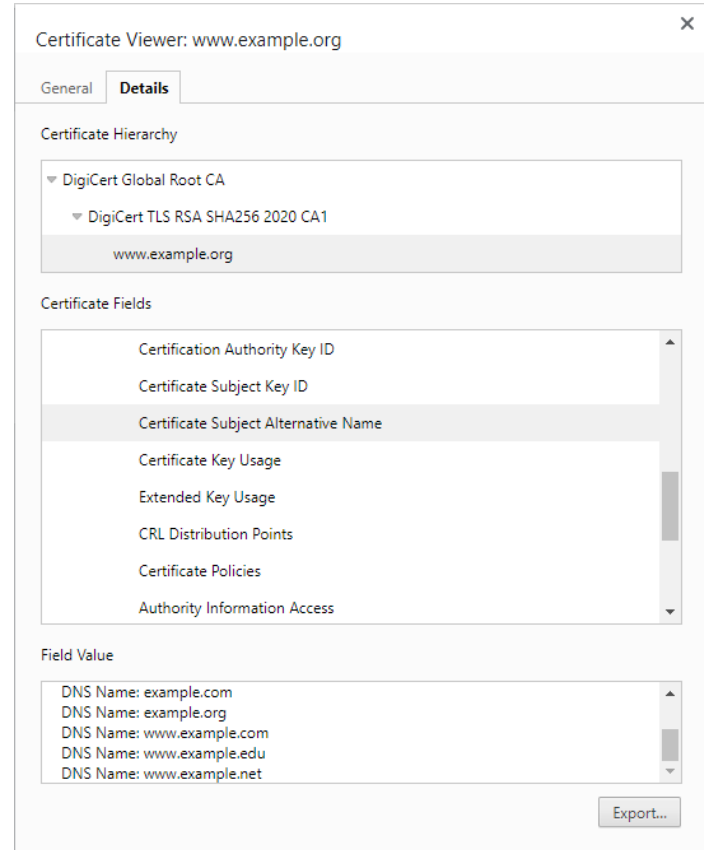 Certificate Viewer: www.example.org
General Details
Certificate Hierarchy
DigiCert Global Root CA
DigiCert TLS RSA SHA256 2020 CA1
www.example.org
Certificate Fields
Certification Authority Key ID
Certificate Subject Key ID
Certificate Subject Alternative Name
Certificate Key Usage
Extended Key Usage
CRL Distribution Points
Certificate Policies
Authority Information Access
Field Value
DNS Name: example.com
DNS Name: example.org
DNS Name: www.example.com
DNS Name: www.example.edu
DNS Name: www.example.net
Export...